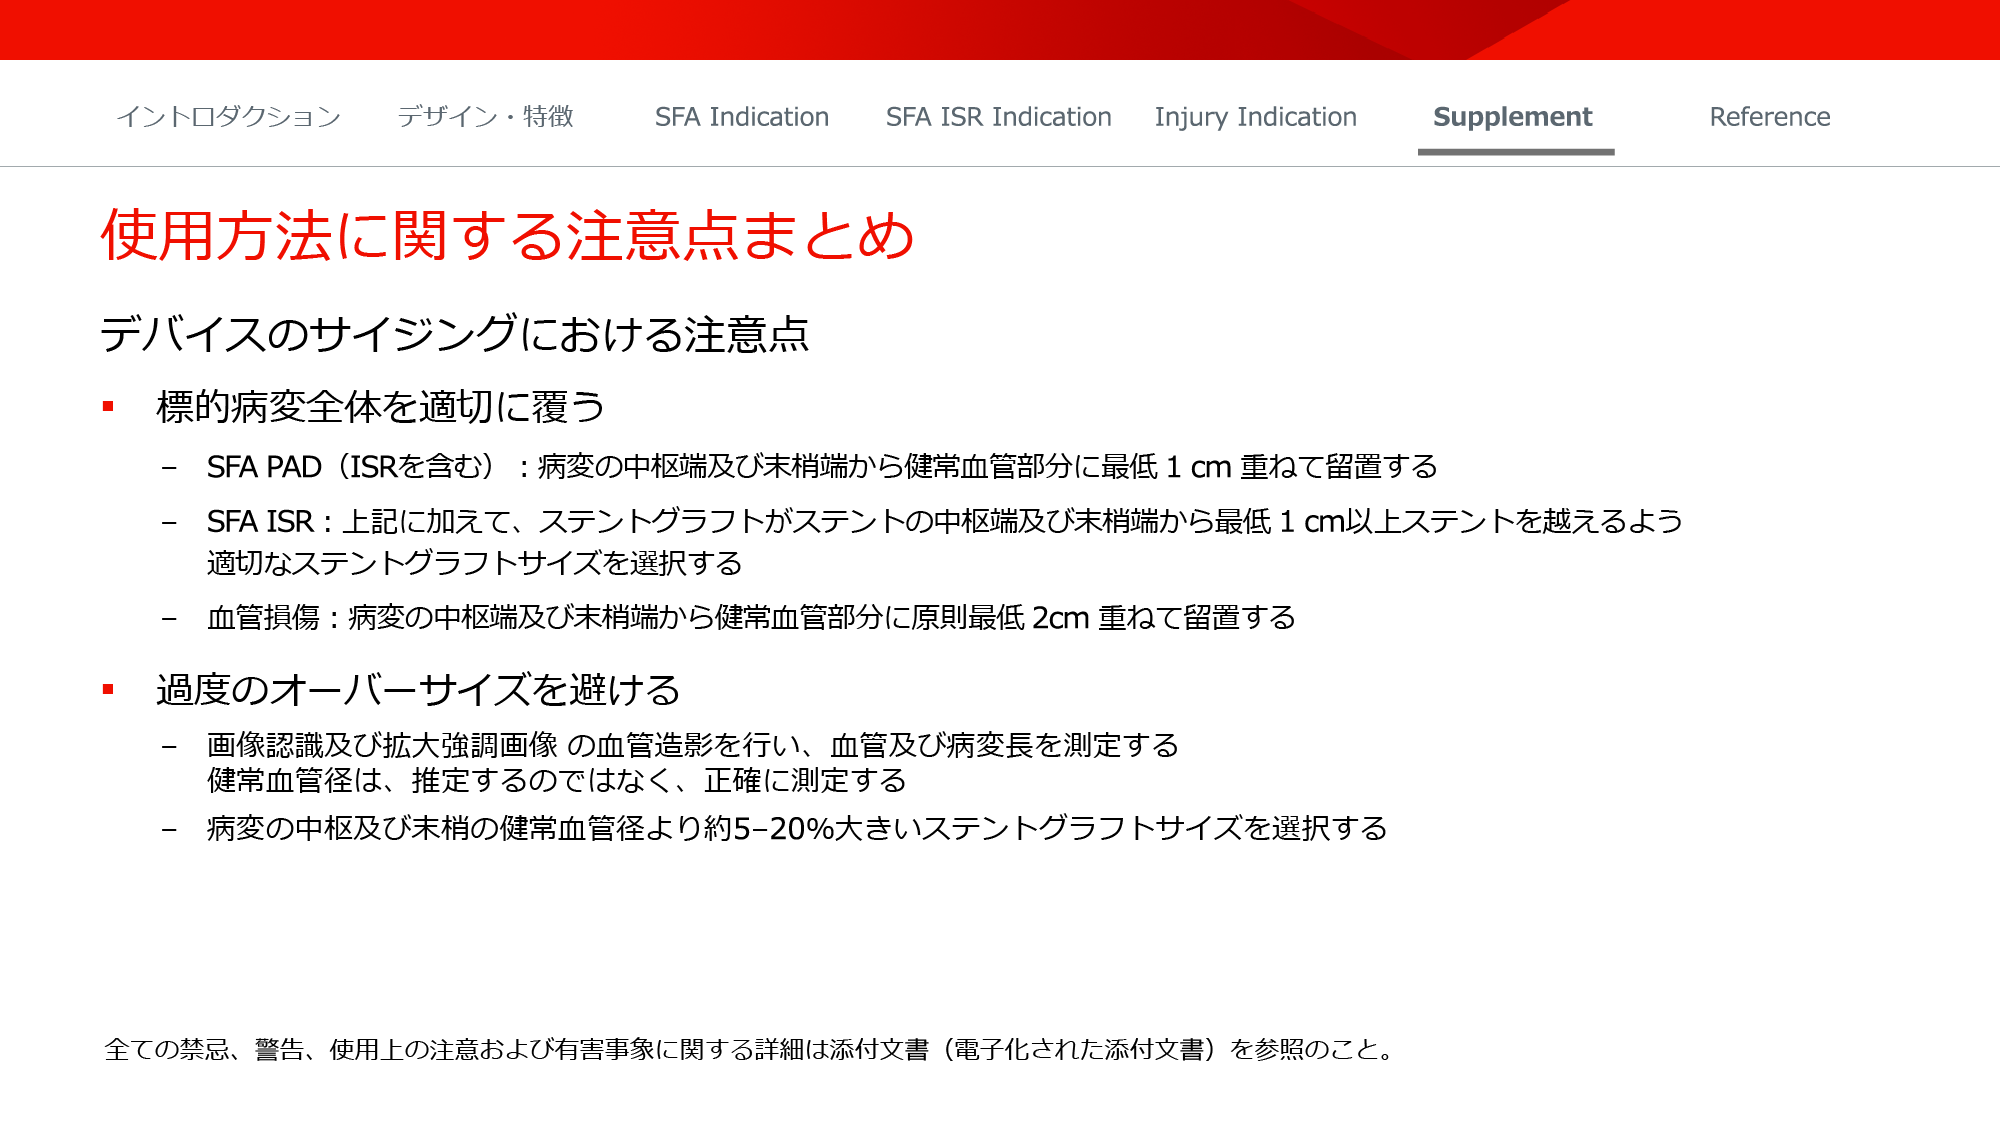 イントロダクション デザイン・特徴 SFA Indication SFA ISR Indication Injury Indication Supplement Reference
使用方法に関する注意点まとめ
デバイスのサイジングにおける注意点
▪ 標的病変全体を適切に覆う
– SFA PAD（ISRを含む）：病変の中枢端及び末梢端から健常血管部分に最低 1 cm 重ねて留置する
– SFA ISR：上記に加えて、ステントグラフトがステントの中枢端及び末梢端から最低 1 cm以上ステントを越えるよう
適切なステントグラフトサイズを選択する
– 血管損傷：病変の中枢端及び末梢端から健常血管部分に原則最低 2cm 重ねて留置する
▪ 過度のオーバーサイズを避ける
– 画像認識及び拡大強調画像 の血管造影を行い、血管及び病変長を測定する
健常血管径は、推定するのではなく、正確に測定する
– 病変の中枢及び末梢の健常血管径より約5–20%大きいステントグラフトサイズを選択する
全ての禁忌、警告、使用上の注意および有害事象に関する詳細は添付文書（電子化された添付文書）を参照のこと。